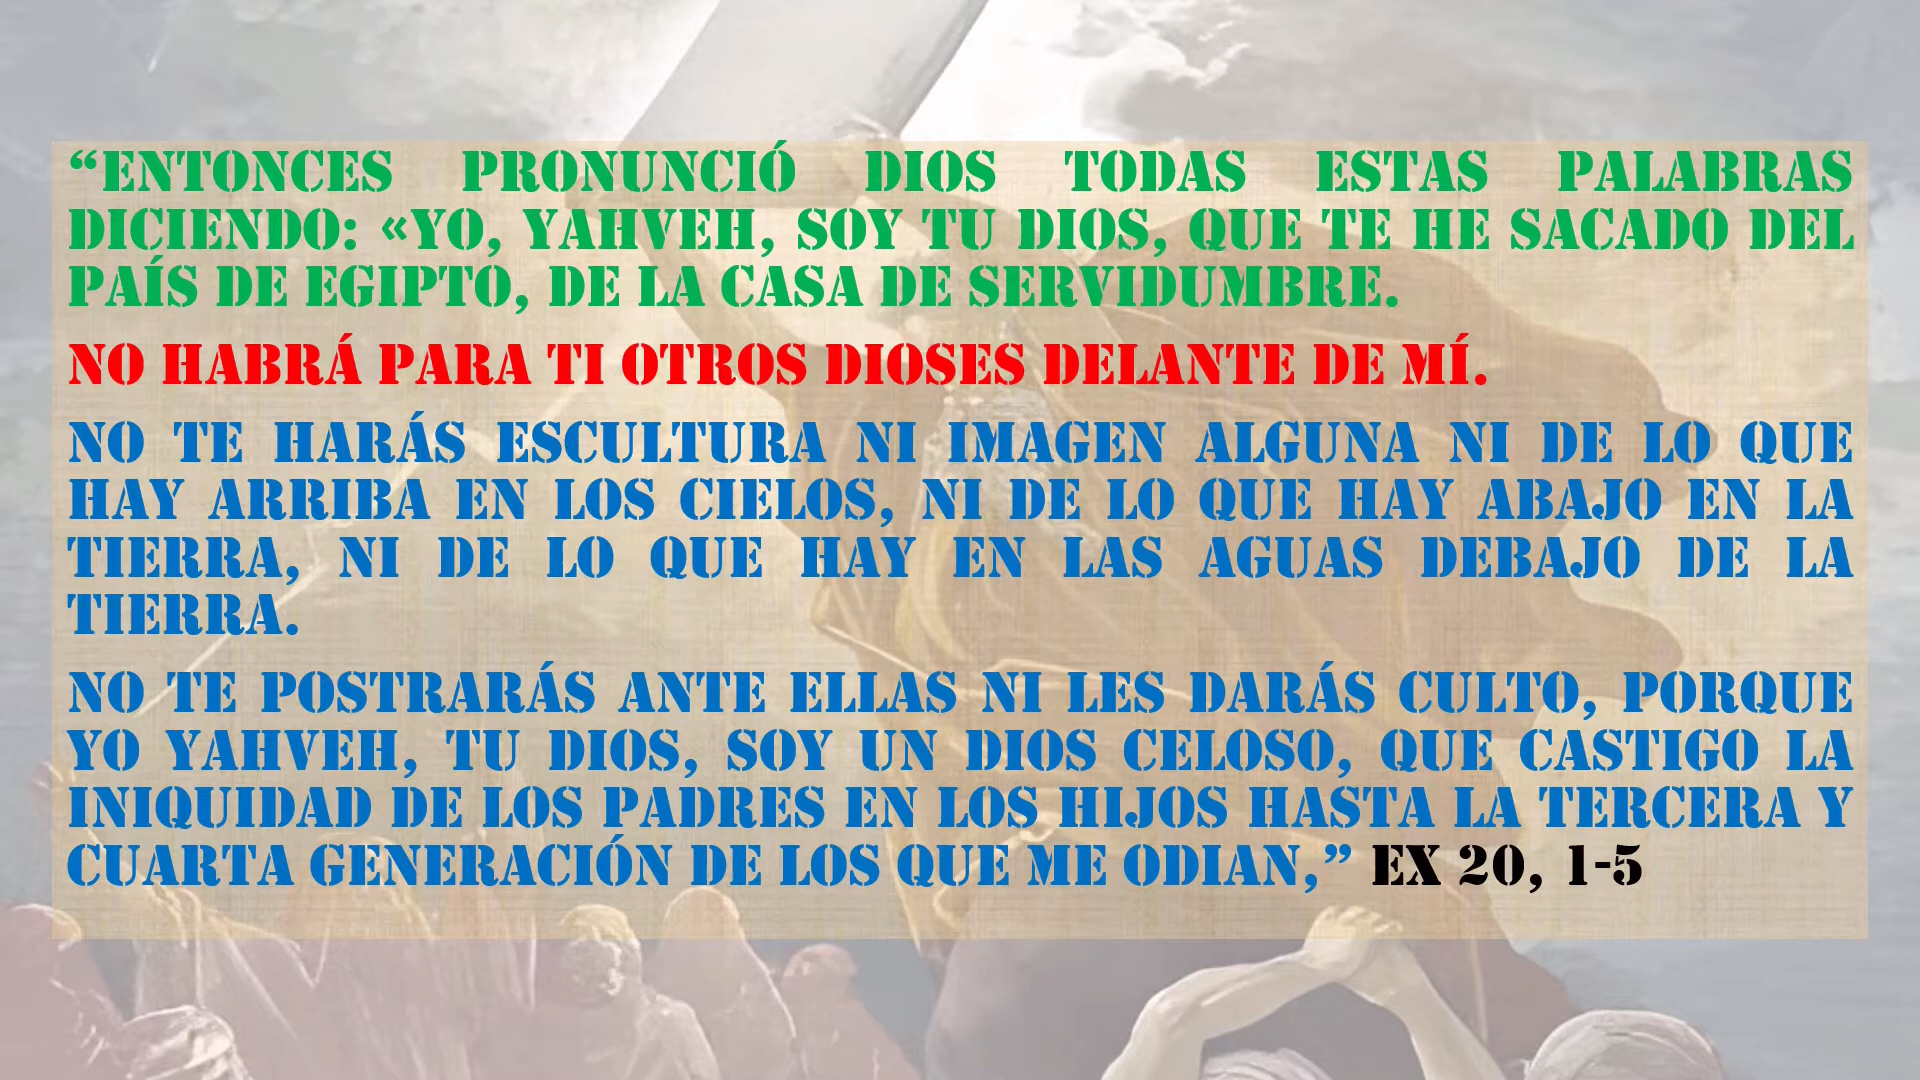 “ENTONCES PRONUNCIÓ DIOS TODAS ESTAS PALABRAS
DICIENDO: «YO, YAHVEH, SOY TU DIOS, QUE TE HE SACADO DEL
PAÍS DE EGIPTO, DE LA CASA DE SERVIDUMBRE.
NO HABRÁ PARA TI OTROS DIOSES DELANTE DE MÍ.
NO TE HARÁS ESCULTURA NI IMAGEN ALGUNA NI DE LO QUE
HAY ARRIBA EN LOS CIELOS, NI DE LO QUE HAY ABAJO EN LA
TIERRA, NI DE LO QUE HAY EN LAS AGUAS DEBAJO DE LA
TIERRA.
NO TE POSTRARÁS ANTE ELLAS NI LES DARÁS CULTO, PORQUE
YO YAHVEH, TU DIOS, SOY UN DIOS CELOSO, QUE CASTIGO LA
INIQUIDAD DE LOS PADRES EN LOS HIJOS HASTA LA TERCERA Y
CUARTA GENERACIÓN DE LOS QUE ME ODIAN,” EX 20, 1-5